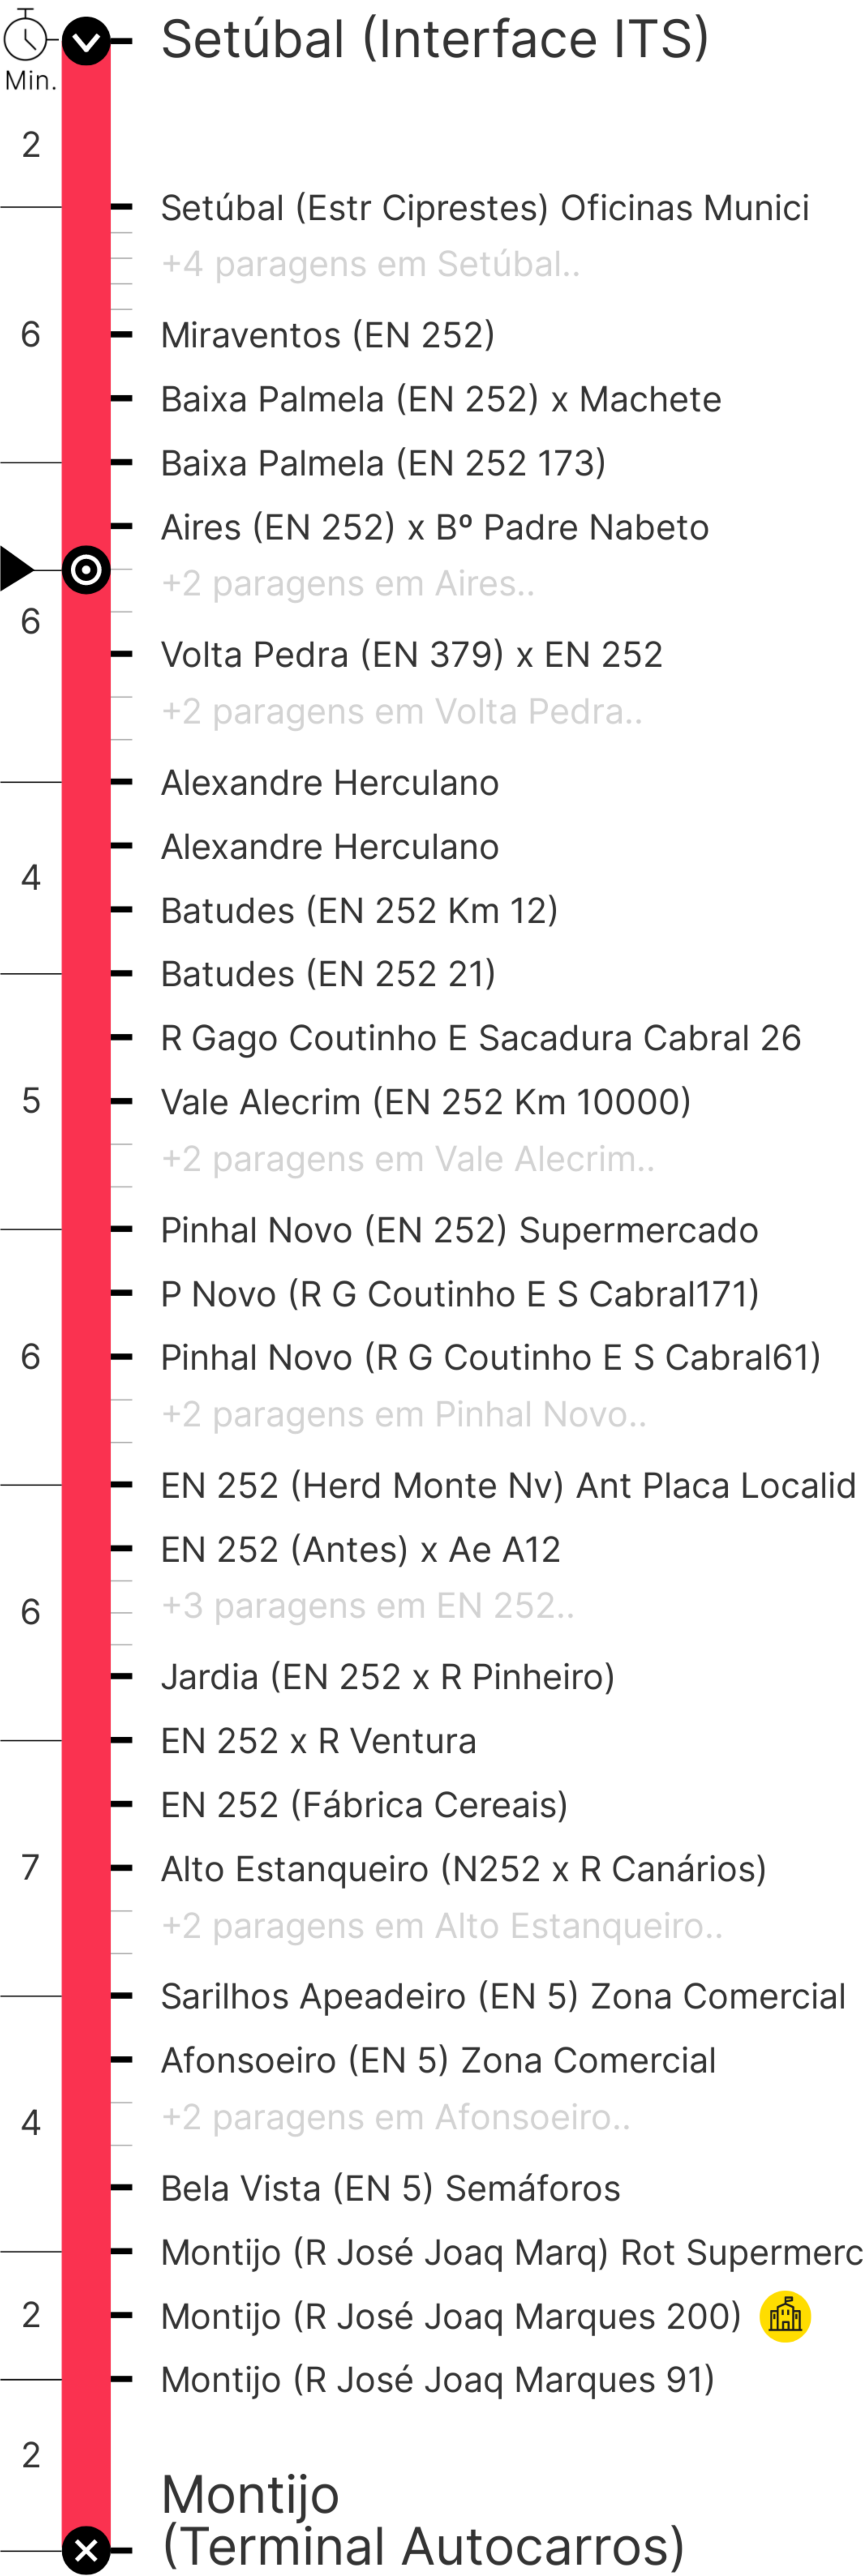 Setúbal (Interface ITS)
Min.
2
Setúbal (Estr Ciprestes) Oficinas Munici
+4 paragens em Setúbal..
6
Miraventos (EN 252)
Baixa Palmela (EN 252) x Machete
Baixa Palmela (EN 252 173)
Aires (EN 252) x Bº Padre Nabeto
+2 paragens em Aires..
6
Volta Pedra (EN 379) x EN 252
+2 paragens em Volta Pedra..
Alexandre Herculano
Alexandre Herculano
4
Batudes (EN 252 Km 12)
Batudes (EN 252 21)
R Gago Coutinho E Sacadura Cabral 26
5
Vale Alecrim (EN 252 Km 10000)
+2 paragens em Vale Alecrim..
Pinhal Novo (EN 252) Supermercado
P Novo (R G Coutinho E S Cabral171)
6
Pinhal Novo (R G Coutinho E S Cabral61)
+2 paragens em Pinhal Novo..
EN 252 (Herd Monte Nv) Ant Placa Localid
EN 252 (Antes) x Ae A12
+3 paragens em EN 252..
6
Jardia (EN 252 x R Pinheiro)
EN 252 x R Ventura
EN 252 (Fábrica Cereais)
7
Alto Estanqueiro (N252 x R Canários)
+2 paragens em Alto Estanqueiro..
Sarilhos Apeadeiro (EN 5) Zona Comercial
Afonsoeiro (EN 5) Zona Comercial
+2 paragens em Afonsoeiro..
4
Bela Vista (EN 5) Semáforos
Montijo (R José Joaq Marq) Rot Supermerc
2
Montijo (R José Joaq Marques 200)
Montijo (R José Joaq Marques 91)
2
Montijo
(Terminal Autocarros)